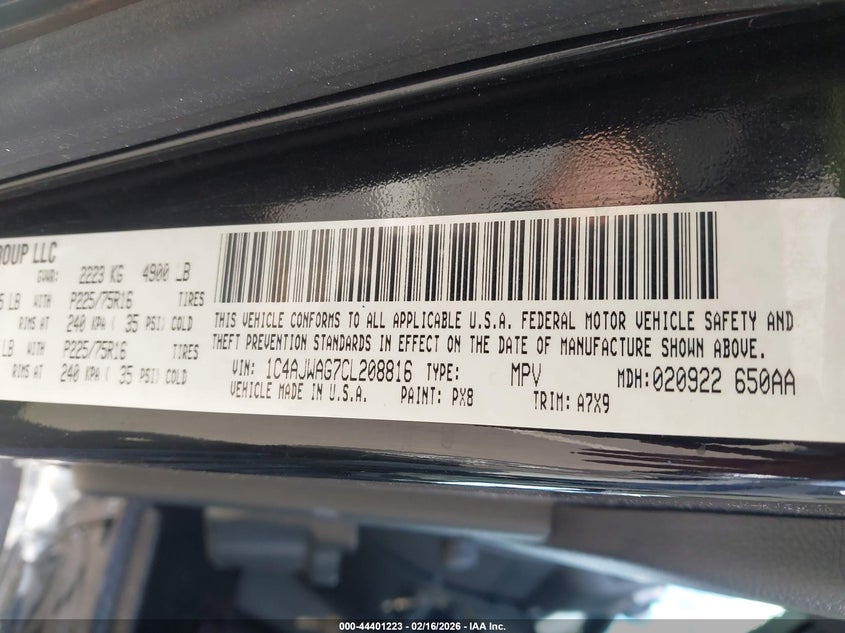 ROUP LLC
GVWR: 2223 KG 4900 LB
5 LB WITH P225/75R16 TIRES
RIMS AT 240 KPA ( 35 PSI) COLD
LB WITH P225/75R16 TIRES
RIMS AT 240 KPA ( 35 PSI) COLD
THIS VEHICLE CONFORMS TO ALL APPLICABLE U.S.A. FEDERAL MOTOR VEHICLE SAFETY AND
THEFT PREVENTION STANDARDS IN EFFECT ON THE DATE OF MANUFACTURE SHOWN ABOVE.
VIN: 1C4AJWAG7CL208816 TYPE: MPV MDH:020922 650AA
VEHICLE MADE IN U.S.A. PAINT: PX8 TRIM: A7X9
000-44401223 - 02/16/2026 - IAA Inc.